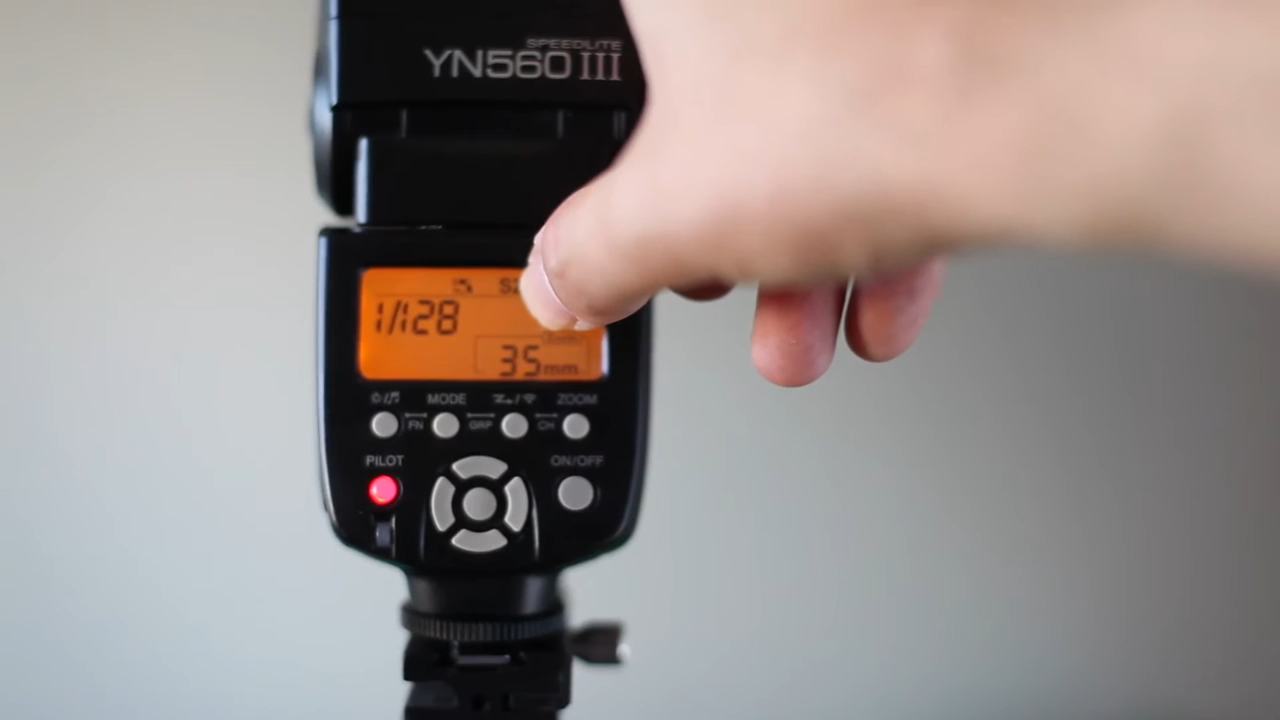 SPEEDLITE
YN560 III
1/128
35mm
MODE
ZOOM
FN
GRP
CH
PILOT
ON/OFF